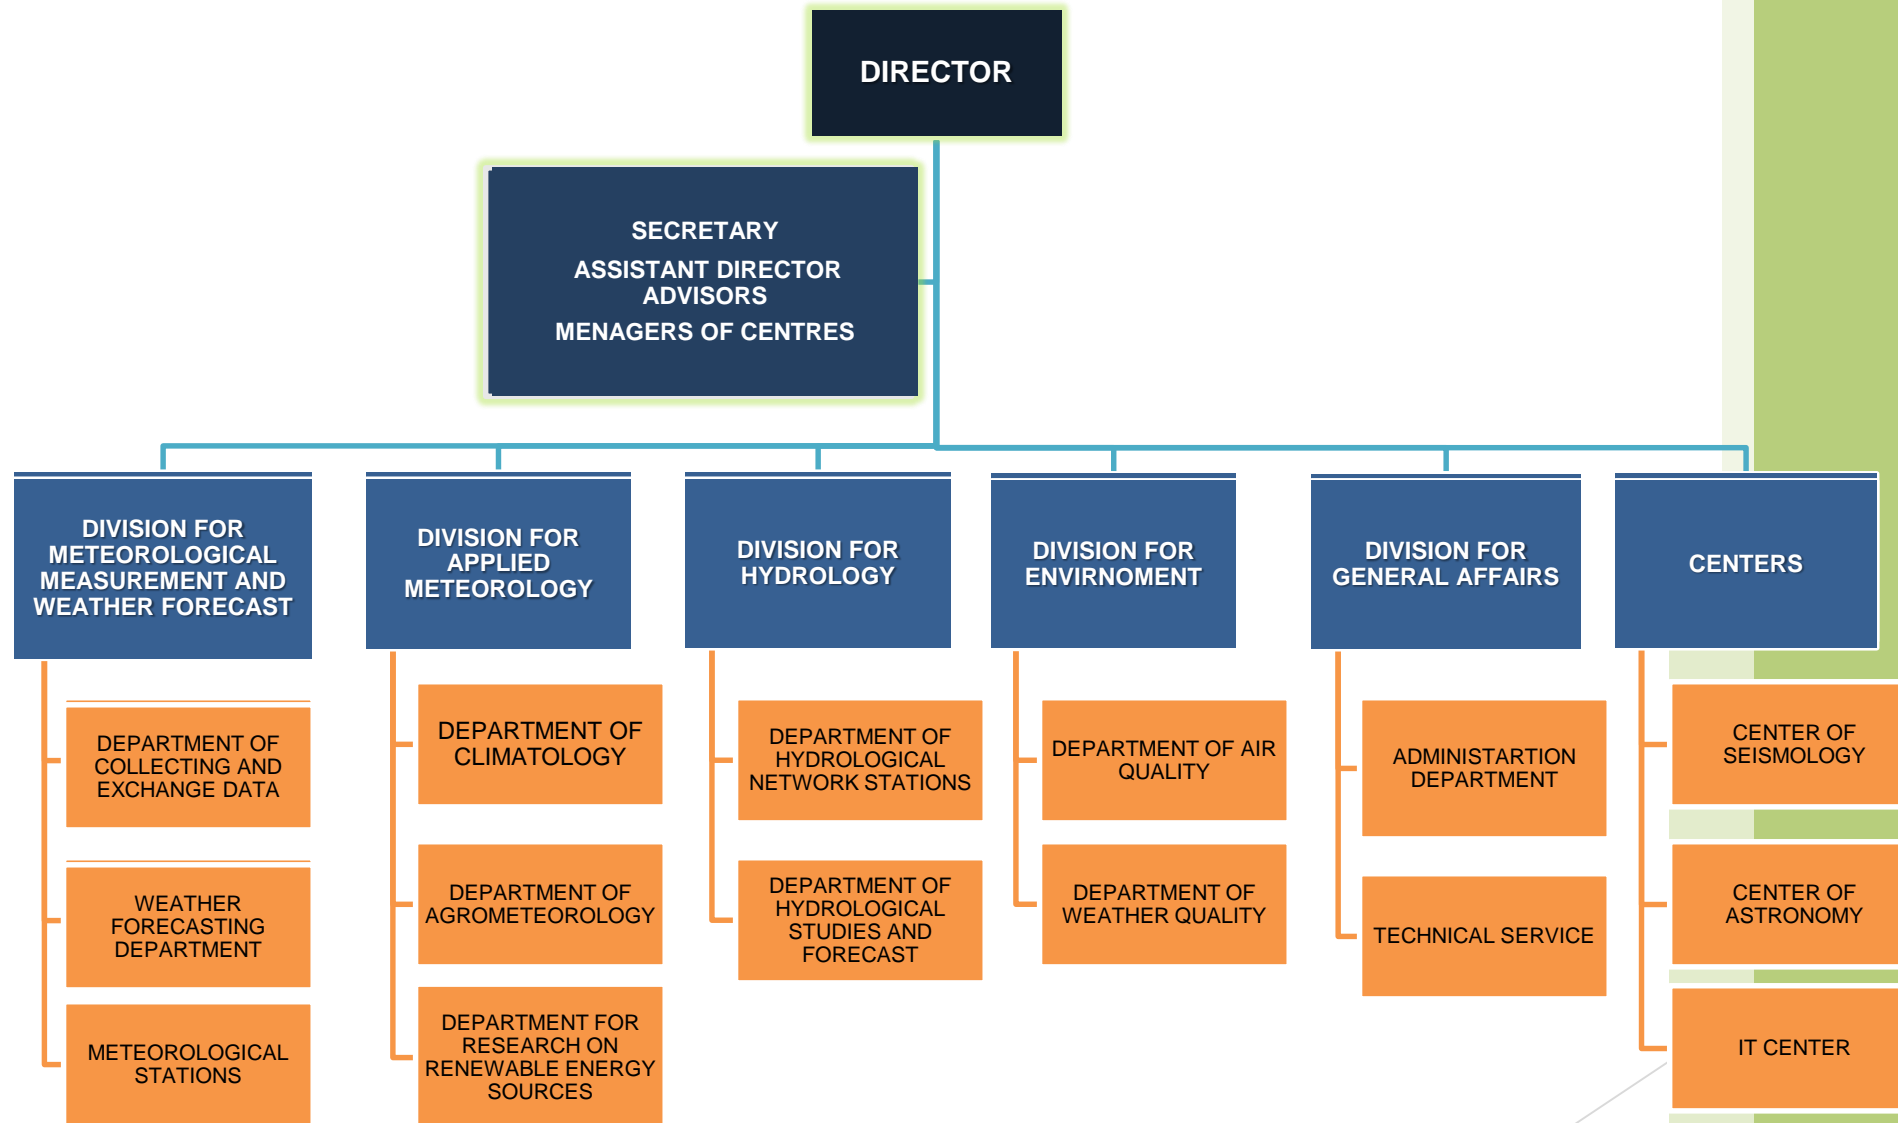 DIRECTOR
SECRETARY
ASSISTANT DIRECTOR
ADVISORS
MENAGERS OF CENTRES
DIVISION FOR
METEOROLOGICAL
MEASUREMENT AND
WEATHER FORECAST
DIVISION FOR
APPLIED
METEOROLOGY
DIVISION FOR
HYDROLOGY
DIVISION FOR
ENVIRNOMENT
DIVISION FOR
GENERAL AFFAIRS
CENTERS
DEPARTMENT OF
COLLECTING AND
EXCHANGE DATA
WEATHER
FORECASTING
DEPARTMENT
METEOROLOGICAL
STATIONS
DEPARTMENT OF
CLIMATOLOGY
DEPARTMENT OF
AGROMETEOROLOGY
DEPARTMENT FOR
RESEARCH ON
RENEWABLE ENERGY
SOURCES
DEPARTMENT OF
HYDROLOGICAL
NETWORK STATIONS
DEPARTMENT OF
HYDROLOGICAL
STUDIES AND
FORECAST
DEPARTMENT OF AIR
QUALITY
DEPARTMENT OF
WEATHER QUALITY
ADMINISTARTION
DEPARTMENT
TECHNICAL SERVICE
CENTER OF
SEISMOLOGY
CENTER OF
ASTRONOMY
IT CENTER